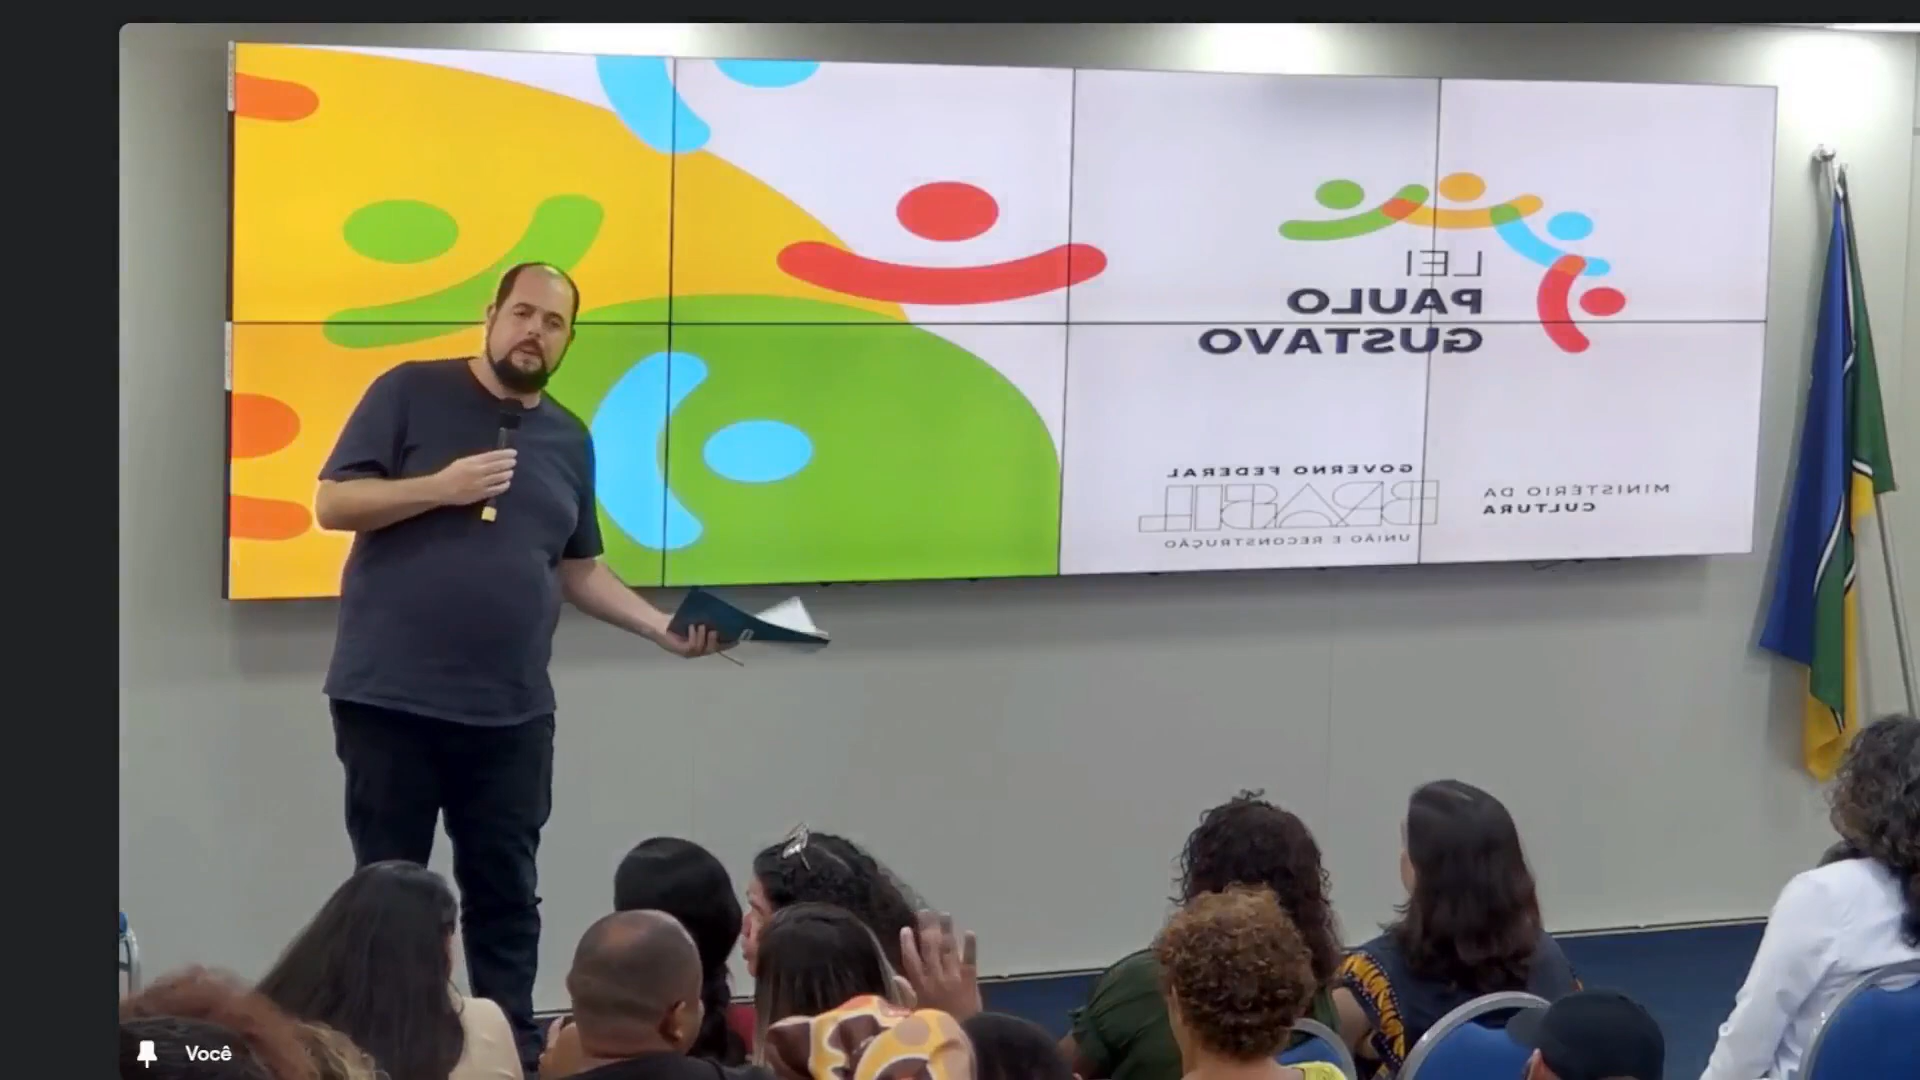 LEI
PAULO
GUSTAVO
GOVERNO FEDERAL
BRASIL
UNIÃO E RECONSTRUÇÃO
MINISTÉRIO DA
CULTURA
Você